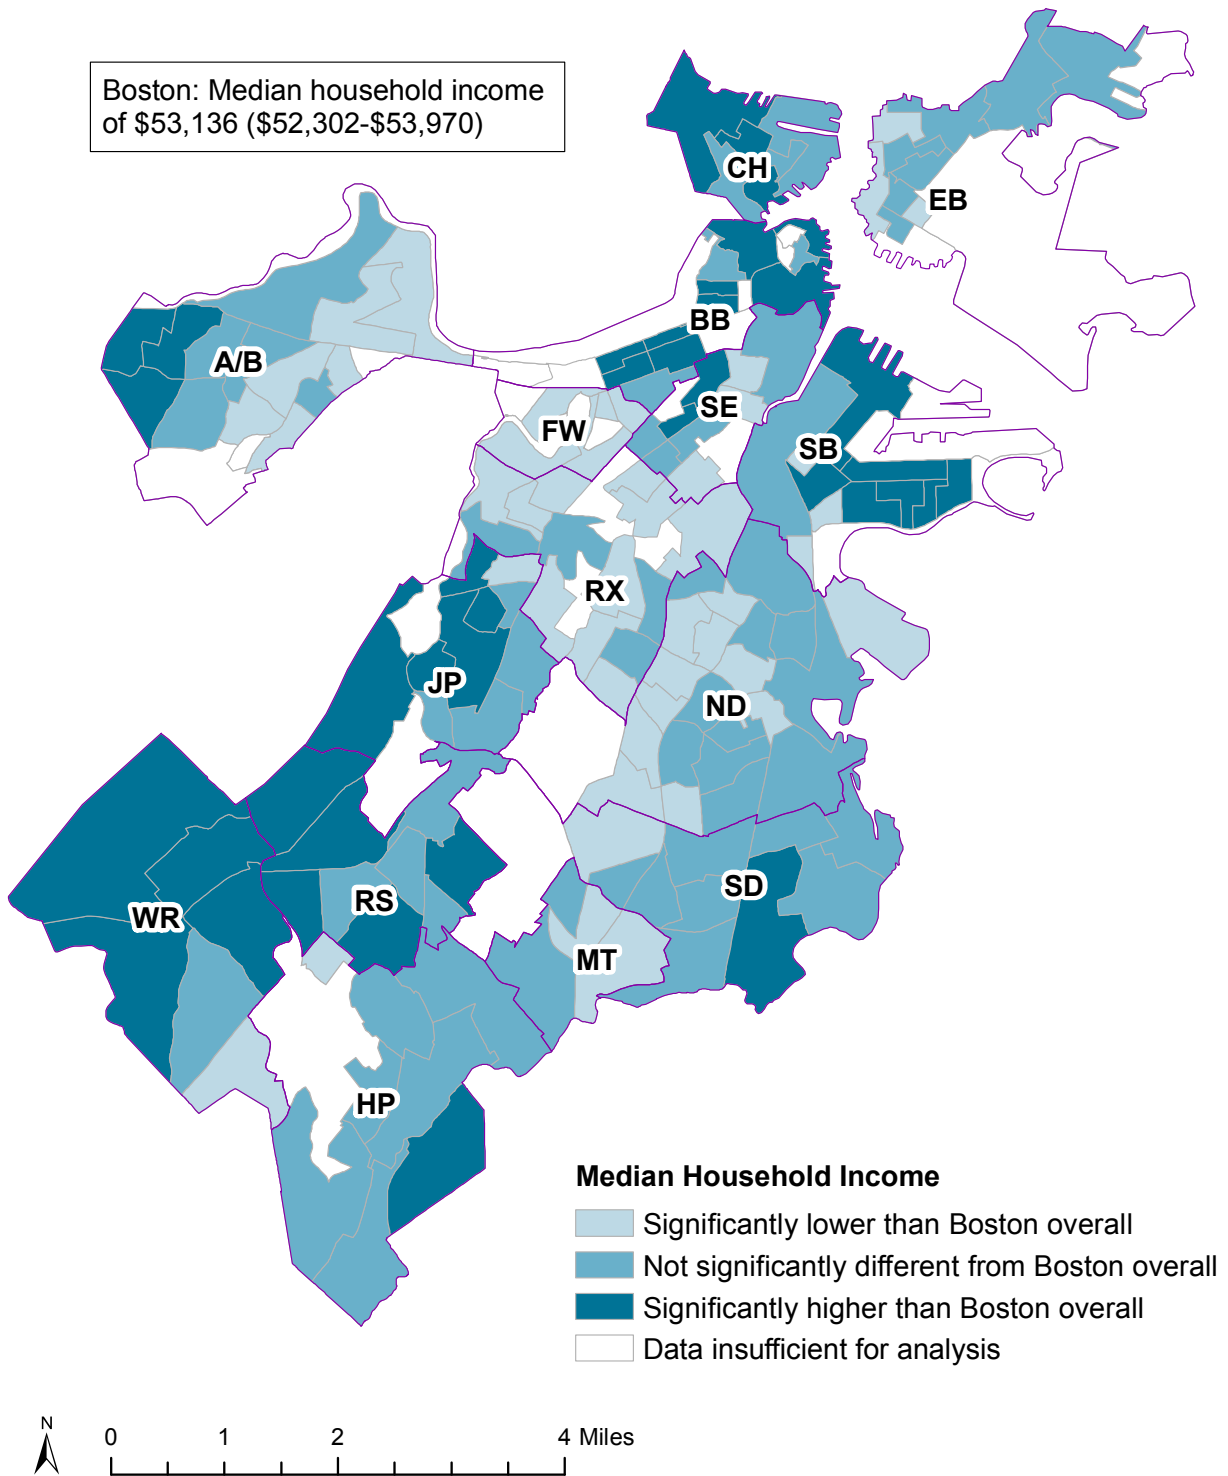 Boston: Median household income
of $53,136 ($52,302-$53,970)
CH
EB
BB
A/B
SE
FW
SB
RX
JP
ND
SD
RS
WR
MT
HP
Median Household Income
Significantly lower than Boston overall
Not significantly different from Boston overall
Significantly higher than Boston overall
Data insufficient for analysis
N
0 1 2 4 Miles